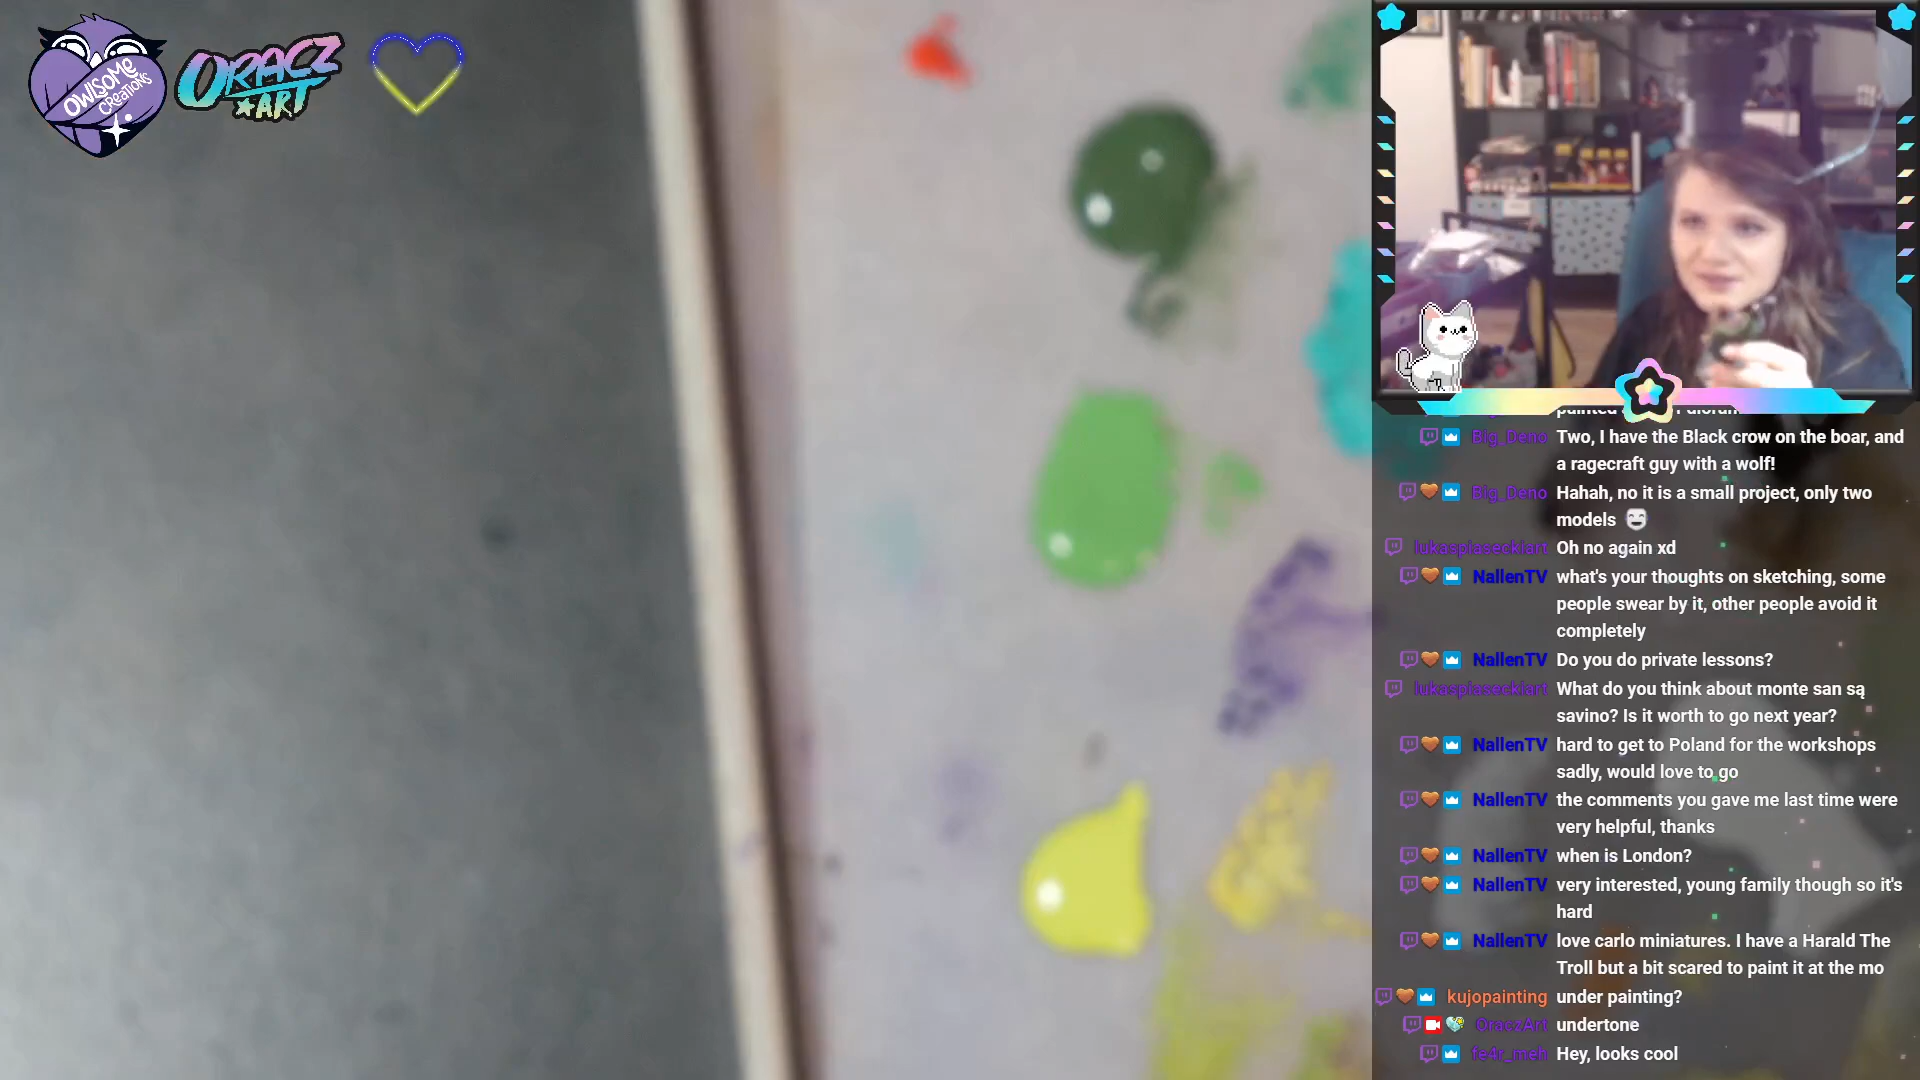 OWLSOME
CREATIONS
ORACZ
ART
Big_Deno Two, I have the Black crow on the boar, and
a ragecraft guy with a wolf!
Big_Deno Hahah, no it is a small project, only two
models
lukaspiaseckiart Oh no again xd
NallenTV what's your thoughts on sketching, some
people swear by it, other people avoid it
completely
NallenTV Do you do private lessons?
lukaspiaseckiart What do you think about monte san są
savino? Is it worth to go next year?
NallenTV hard to get to Poland for the workshops
sadly, would love to go
NallenTV the comments you gave me last time were
very helpful, thanks
NallenTV when is London?
NallenTV very interested, young family though so it's
hard
NallenTV love carlo miniatures. I have a Harald The
Troll but a bit scared to paint it at the mo
kujopainting under painting?
OraczArt undertone
fe4r_meh Hey, looks cool